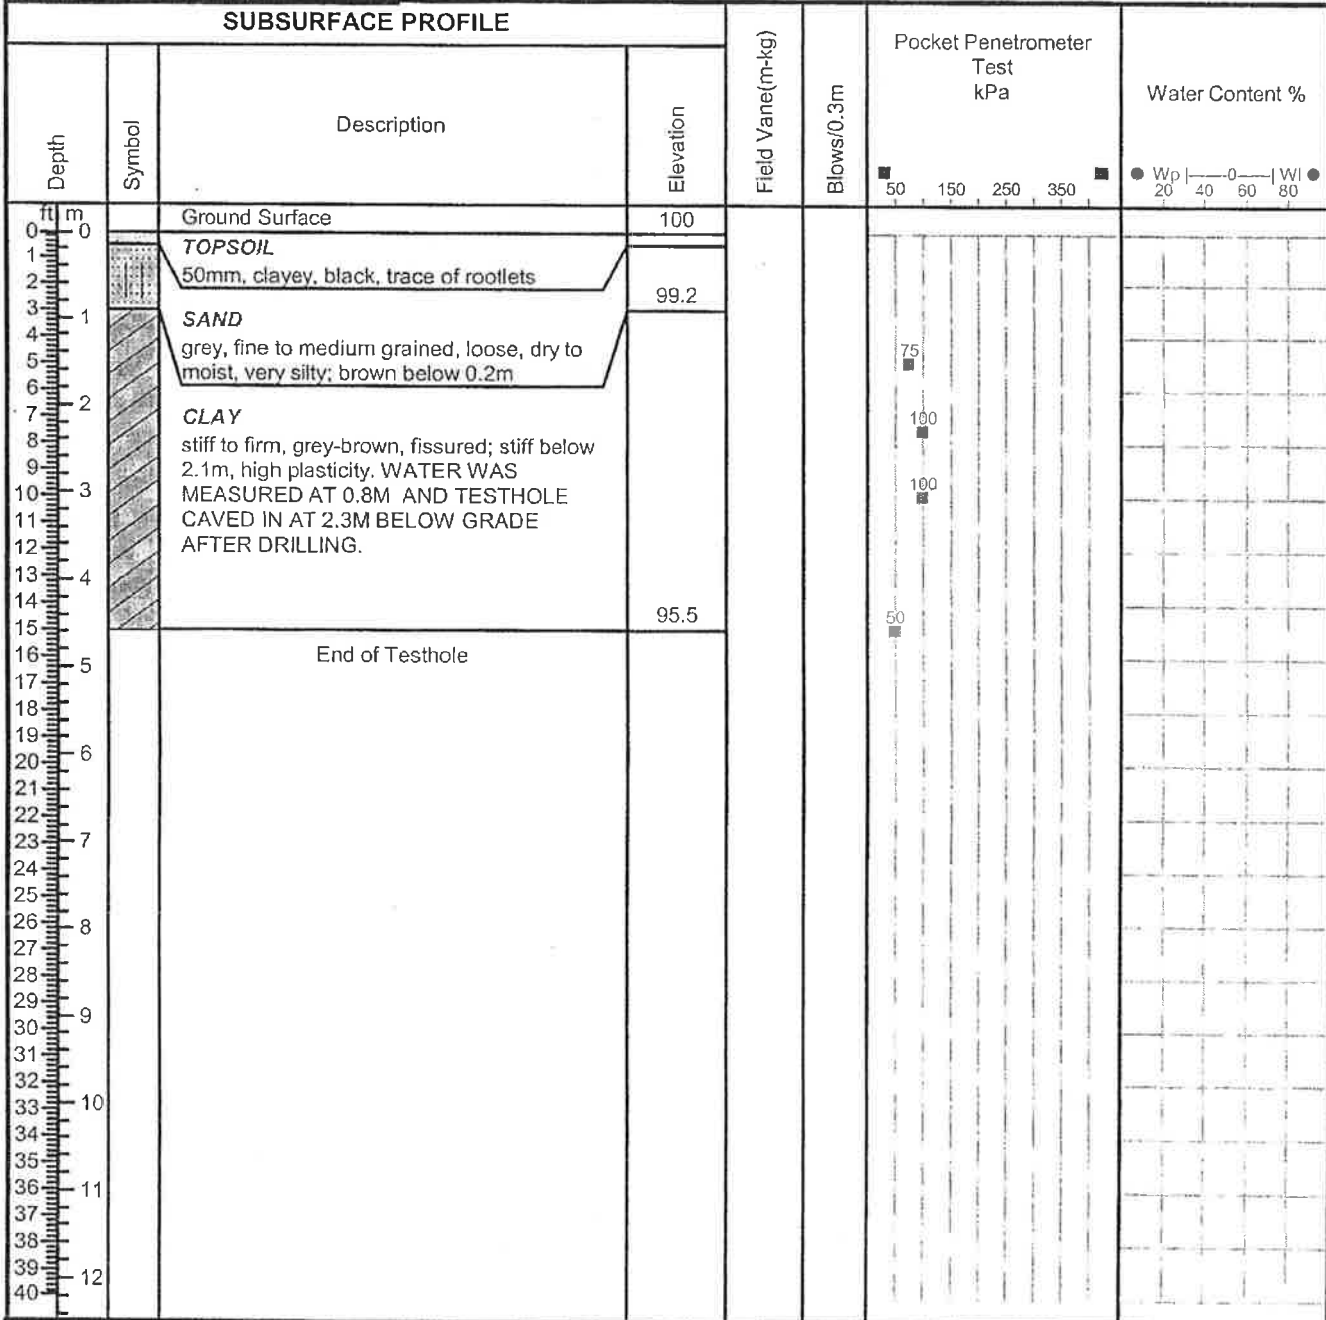 SUBSURFACE PROFILE
Depth
Symbol
Description
Elevation
Field Vane(m-kg)
Blows/0.3m
Pocket Penetrometer
Test
kPa
50 150 250 350
Water Content %
Wp |——0——| Wl
20 40 60 80
ft m
Ground Surface 100
TOPSOIL
50mm, clayey, black, trace of rootlets
99.2
SAND
grey, fine to medium grained, loose, dry to
moist, very silty; brown below 0.2m
CLAY
stiff to firm, grey-brown, fissured; stiff below
2.1m, high plasticity. WATER WAS
MEASURED AT 0.8M AND TESTHOLE
CAVED IN AT 2.3M BELOW GRADE
AFTER DRILLING.
95.5
End of Testhole
75
100
100
50
0 0
1
2
3
1
4
5
6
2
7
8
9
10 3
11
12
13
4
14
15
16
5
17
18
19
6
20
21
22
23 7
24
25
26
8
27
28
29
9
30
31
32
33 10
34
35
36 11
37
38
39
12
40